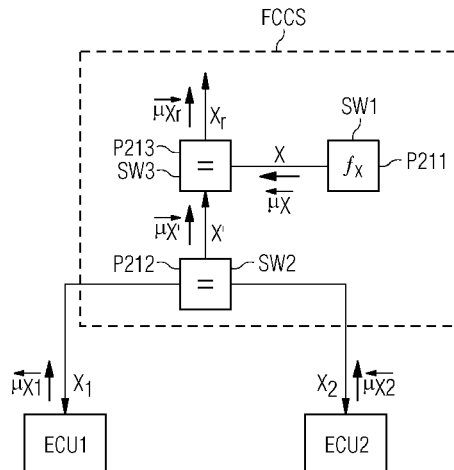 FCCS
SW1
μXr Xr
P213 = X fX P211
SW3
μX
μX' X'
P212 = SW2
μX1 X1 X2 μX2
ECU1 ECU2